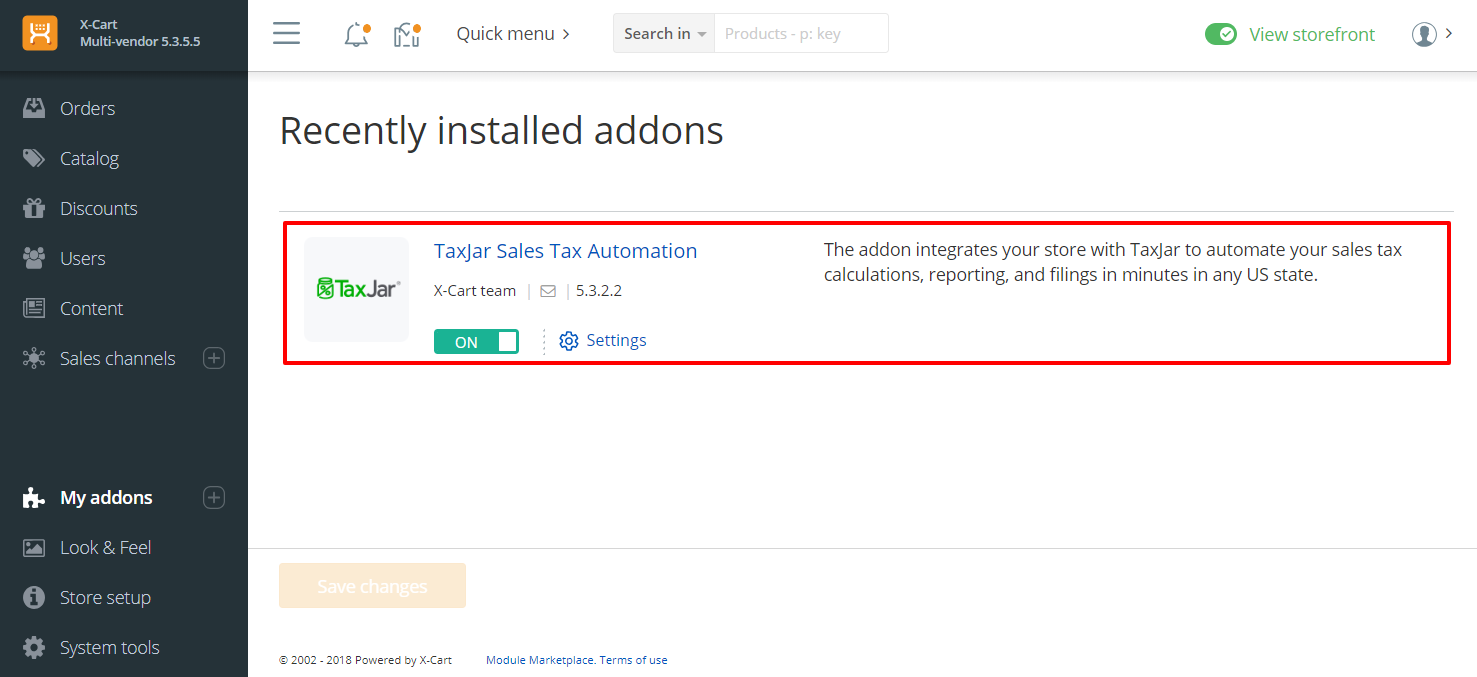 X-Cart
Multi-vendor 5.3.5.5
Quick menu
Search in
Products - p: key
View storefront
Orders
Catalog
Discounts
Users
Content
Sales channels
My addons
Look & Feel
Store setup
System tools
Recently installed addons
TaxJar
TaxJar Sales Tax Automation
X-Cart team
5.3.2.2
ON
Settings
The addon integrates your store with TaxJar to automate your sales tax
calculations, reporting, and filings in minutes in any US state.
Save changes
© 2002 - 2018 Powered by X-Cart
Module Marketplace. Terms of use